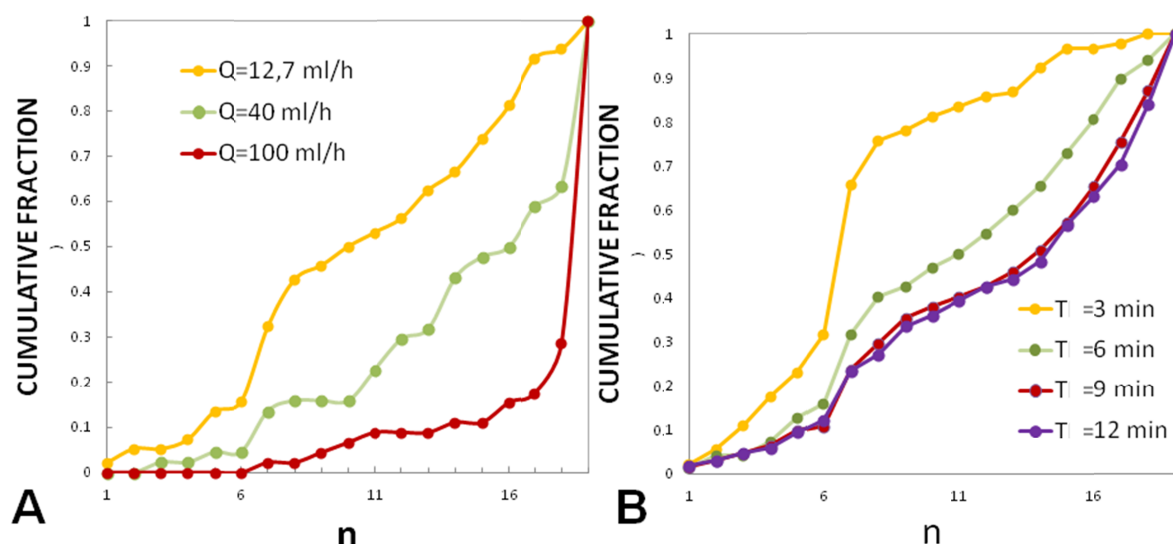 1
0.9
0.8
0.7
0.6
0.5
0.4
0.3
0.2
0.1
0
CUMULATIVE FRACTION
)
Q=12,7 ml/h
Q=40 ml/h
Q=100 ml/h
1
6
11
16
n
A
1
0.9
0.8
0.7
0.6
0.5
0.4
0.3
0.2
0.1
0
CUMULATIVE FRACTION
)
T =3 min
T =6 min
T =9 min
T =12 min
1
6
11
16
n
B